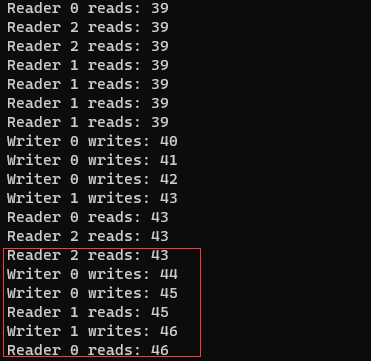 Reader 0 reads: 39
Reader 2 reads: 39
Reader 2 reads: 39
Reader 1 reads: 39
Reader 1 reads: 39
Reader 1 reads: 39
Reader 1 reads: 39
Writer 0 writes: 40
Writer 0 writes: 41
Writer 0 writes: 42
Writer 1 writes: 43
Reader 0 reads: 43
Reader 2 reads: 43
Reader 2 reads: 43
Writer 0 writes: 44
Writer 0 writes: 45
Reader 1 reads: 45
Writer 1 writes: 46
Reader 0 reads: 46